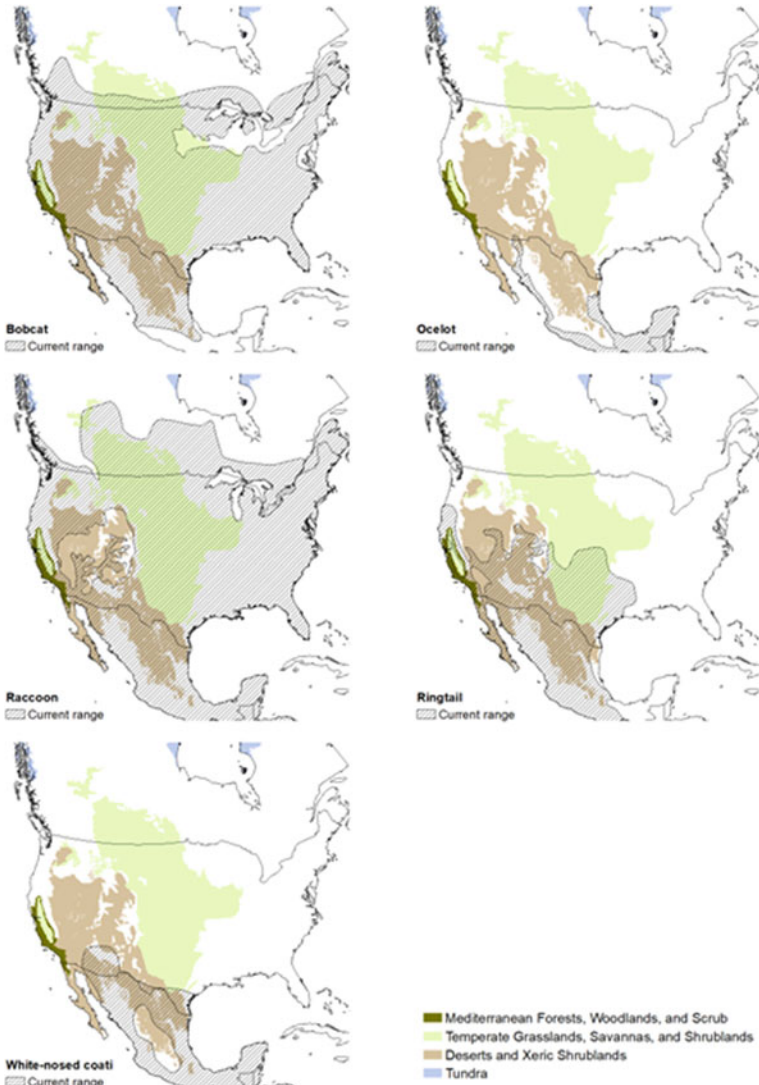 Bobcat
Current range
Ocelot
Current range
Raccoon
Current range
Ringtail
Current range
White-nosed coati
Current range
Mediterranean Forests, Woodlands, and Scrub
Temperate Grasslands, Savannas, and Shrublands
Deserts and Xeric Shrublands
Tundra